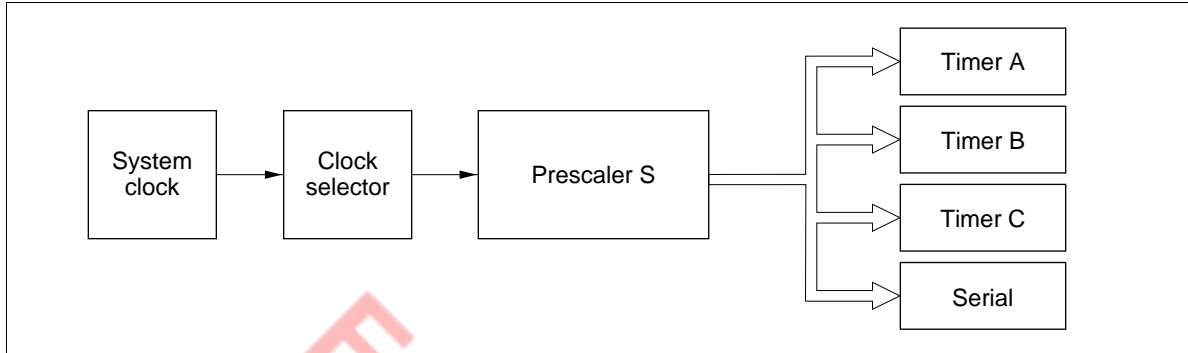 System
clock
Clock
selector
Prescaler S
Timer A
Timer B
Timer C
Serial